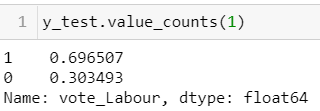 1 y_test.value_counts(1)
1 0.696507
0 0.303493
Name: vote_Labour, dtype: float64